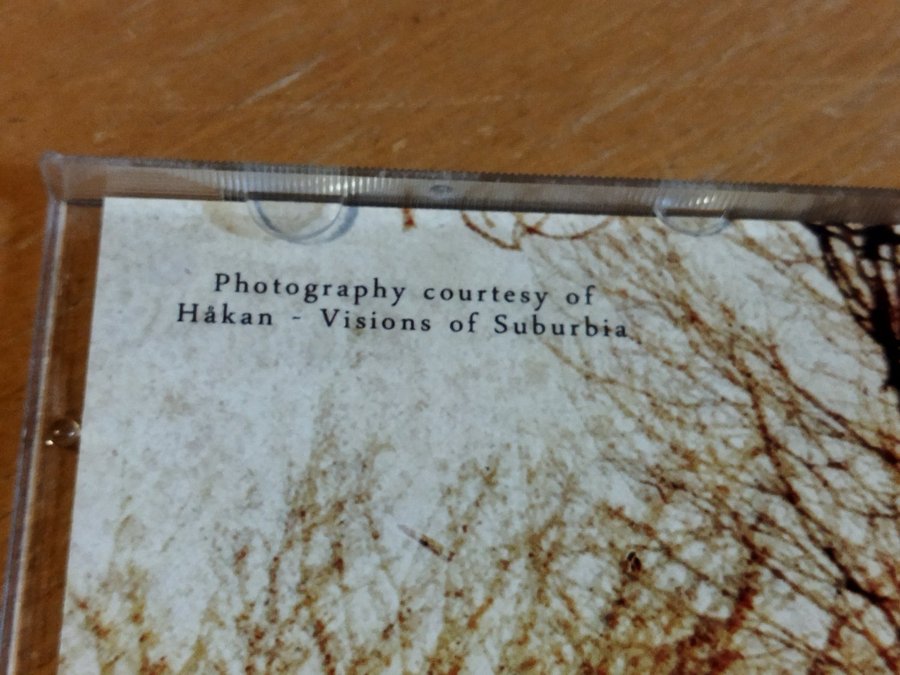 Photography courtesy of
Håkan - Visions of Suburbia